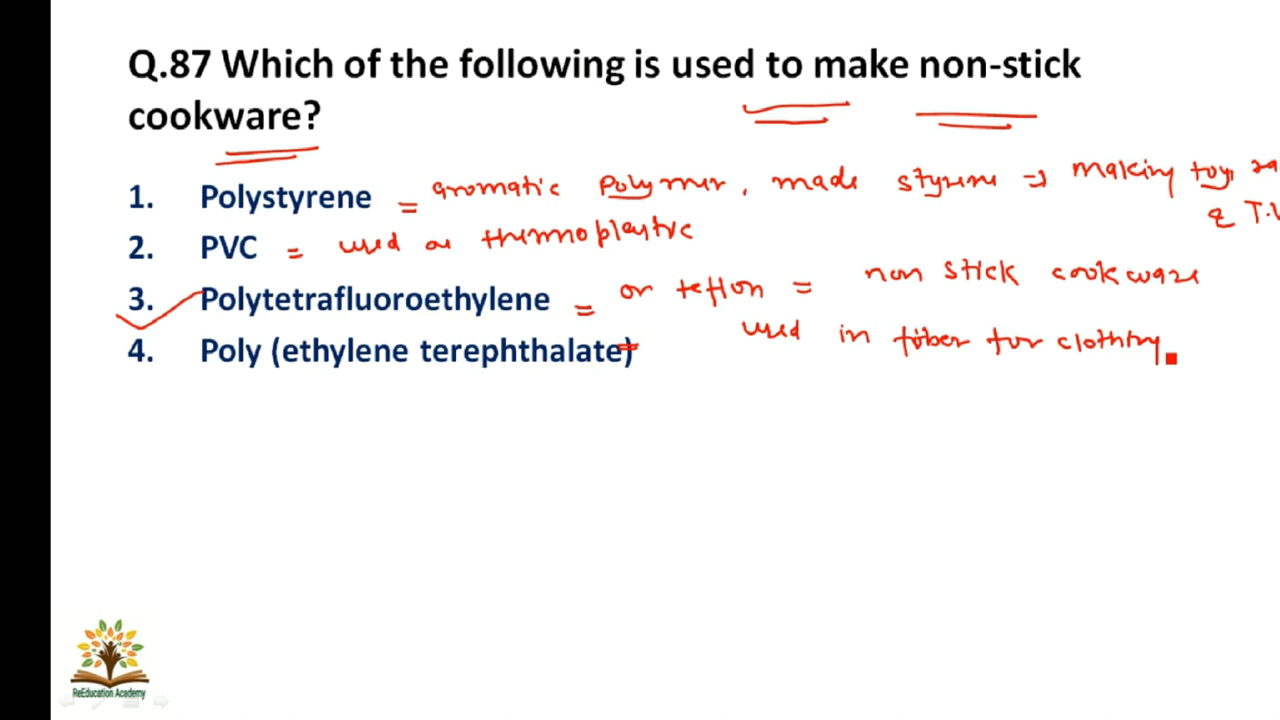 Q.87 Which of the following is used to make non-stick
cookware?
1. Polystyrene = aromatic polymer, made styrene → making toy,
& T.V
2. PVC = used as thermoplastic
3. Polytetrafluoroethylene = or teflon = non stick cookware
4. Poly (ethylene terephthalate) = used in fiber for clothing
ReEducation Academy